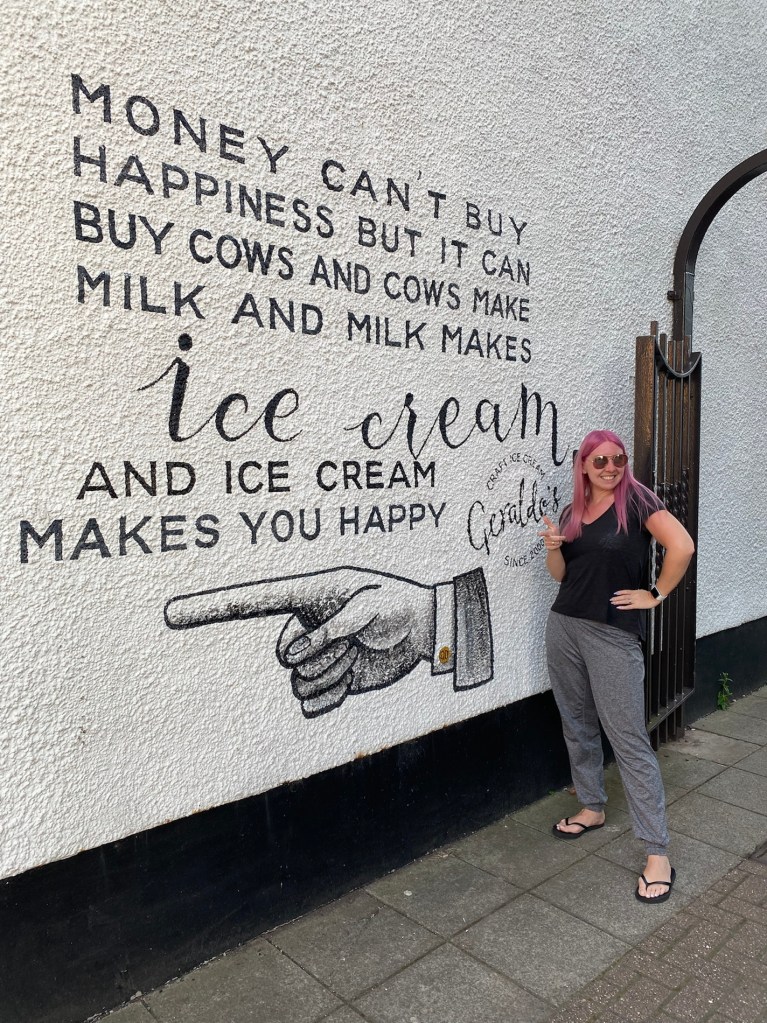 MONEY CAN'T BUY
HAPPINESS BUT IT CAN
BUY COWS AND COWS MAKE
MILK AND MILK MAKES
ice cream,
AND ICE CREAM
MAKES YOU HAPPY
CRAFT ICE CREAM
Geraldo's
SINCE 2020